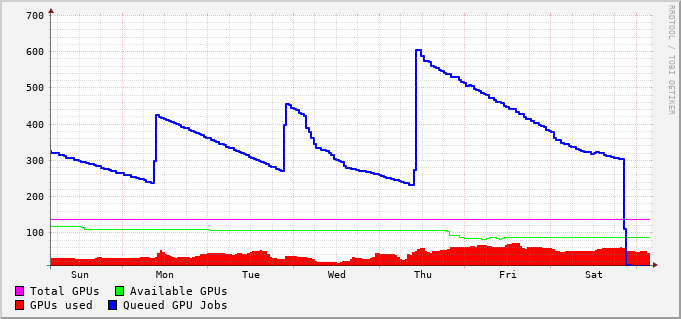 700
600
500
400
300
200
100
Sun Mon Tue Wed Thu Fri Sat
Total GPUs Available GPUs
GPUs used Queued GPU Jobs
RRDTOOL / TOBI OETIKER